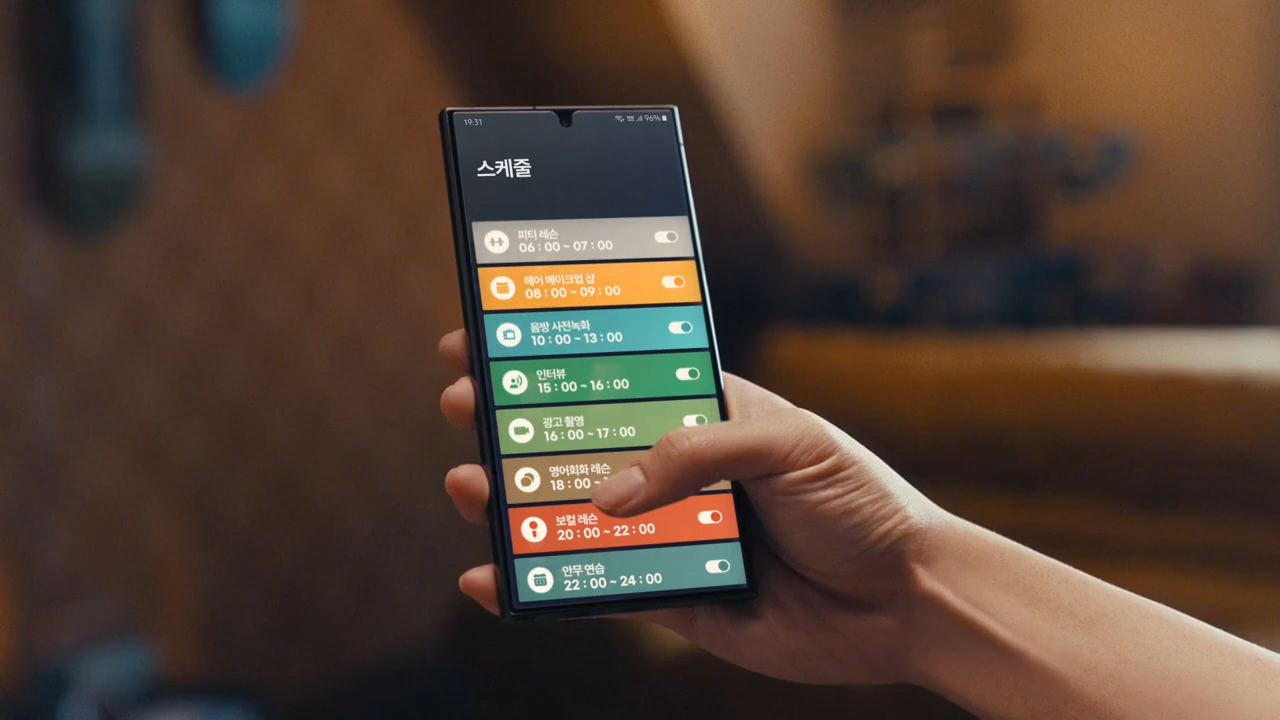 19:31
96%
스케줄
피티 레슨
06 : 00 ~ 07 : 00
헤어 메이크업 샵
08 : 00 ~ 09 : 00
음방 사전녹화
10 : 00 ~ 13 : 00
인터뷰
15 : 00 ~ 16 : 00
광고 촬영
16 : 00 ~ 17 : 00
영어회화 레슨
18 : 00 ~
보컬 레슨
20 : 00 ~ 22 : 00
안무 연습
22 : 00 ~ 24 : 00